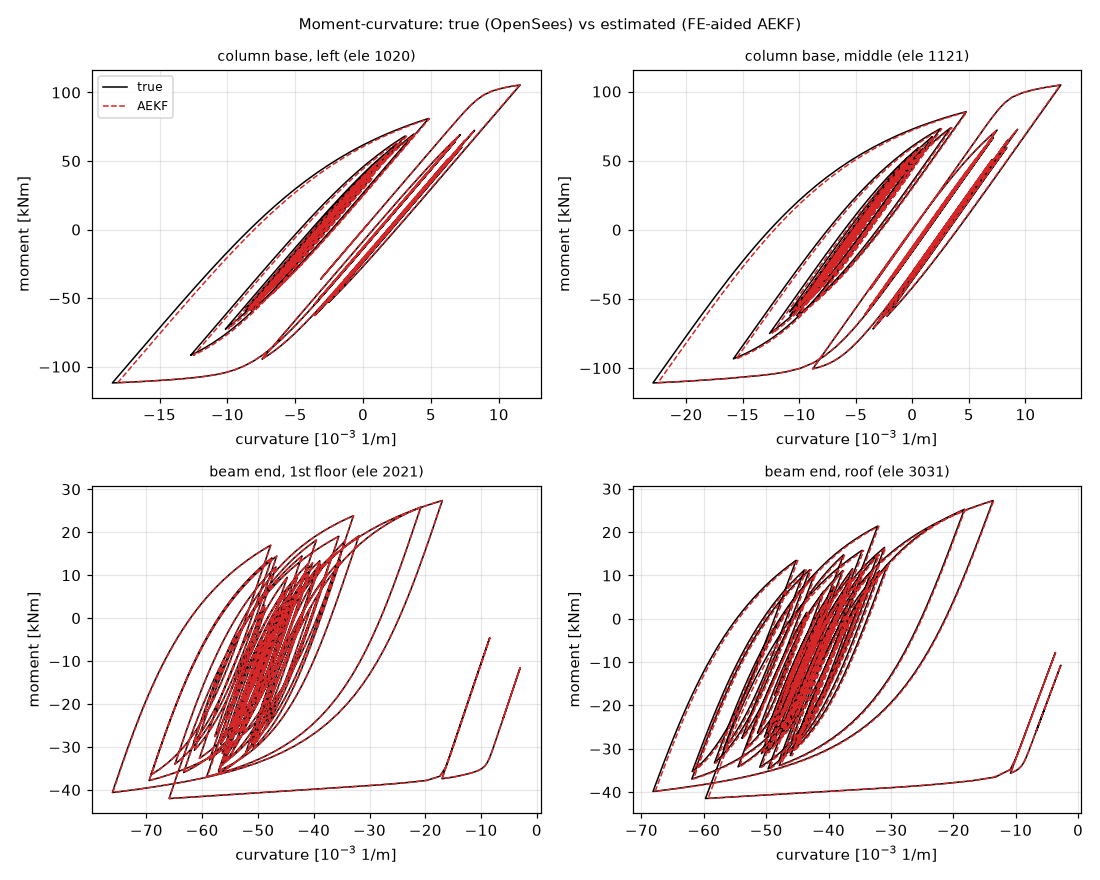 Moment-curvature: true (OpenSees) vs estimated (FE-aided AEKF)
column base, left (ele 1020)
true
AEKF
100
50
0
−50
−100
moment [kNm]
−15 −10 −5 0 5 10
curvature [10⁻³ 1/m]
column base, middle (ele 1121)
100
50
0
−50
−100
moment [kNm]
−20 −15 −10 −5 0 5 10
curvature [10⁻³ 1/m]
beam end, 1st floor (ele 2021)
30
20
10
0
−10
−20
−30
−40
moment [kNm]
−70 −60 −50 −40 −30 −20 −10 0
curvature [10⁻³ 1/m]
beam end, roof (ele 3031)
30
20
10
0
−10
−20
−30
−40
moment [kNm]
−70 −60 −50 −40 −30 −20 −10 0
curvature [10⁻³ 1/m]